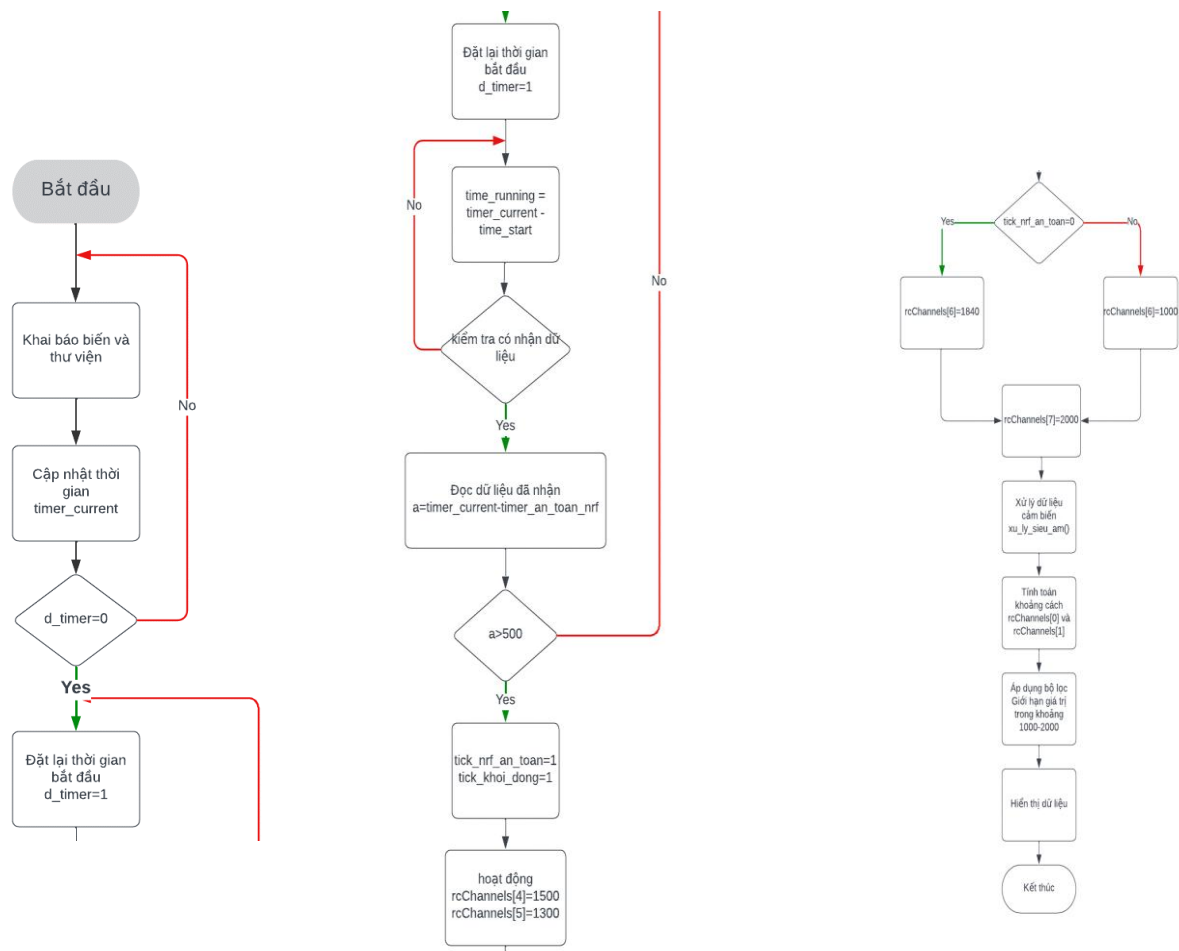 Bắt đầu
Khai báo biến và
thư viện
Cập nhật thời
gian
timer_current
d_timer=0
No
Yes
Đặt lại thời gian
bắt đầu
d_timer=1
Đặt lại thời gian
bắt đầu
d_timer=1
time_running =
timer_current -
time_start
No
kiểm tra có nhận dữ
liệu
Yes
Đọc dữ liệu đã nhận
a=timer_current-timer_an_toan_nrf
a>500
No
Yes
tick_nrf_an_toan=1
tick_khoi_dong=1
hoạt động
rcChannels[4]=1500
rcChannels[5]=1300
tick_nrf_an_toan=0
Yes
No
rcChannels[6]=1840
rcChannels[6]=1000
rcChannels[7]=2000
Xử lý dữ liệu
cảm biến
xu_ly_sieu_am()
Tính toán
khoảng cách
rcChannels[0] và
rcChannels[1]
Áp dụng bộ lọc
Giới hạn giá trị
trong khoảng
1000-2000
Hiển thị dữ liệu
Kết thúc